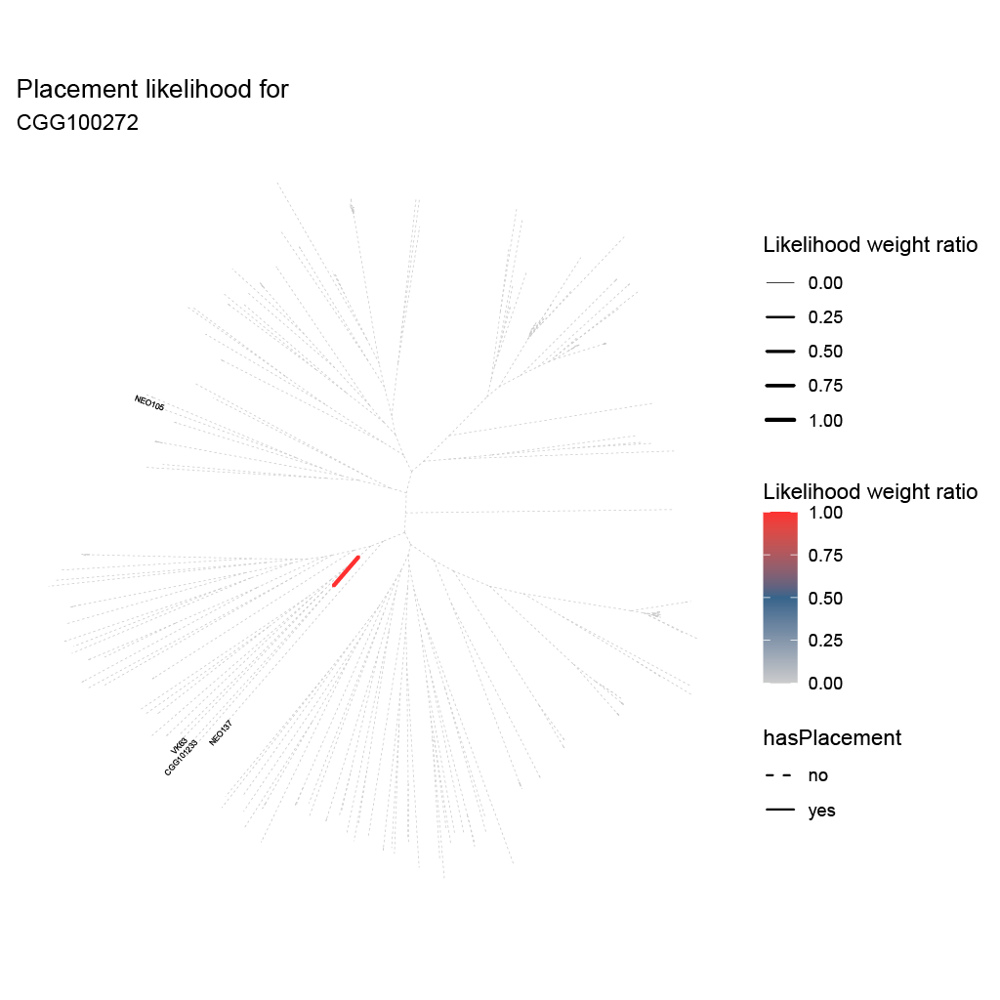 Placement likelihood for
CGG100272
Likelihood weight ratio
0.00
0.25
0.50
0.75
1.00
NEO105
Likelihood weight ratio
1.00
0.75
0.50
0.25
0.00
VK63
CGG101233
NEO137
hasPlacement
no
yes